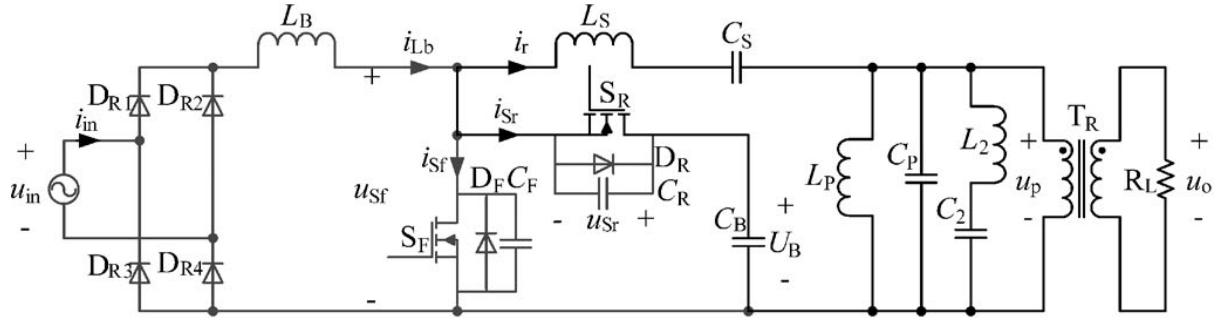 L_B
i_Lb
+
i_r
L_S
C_S
D_R1
D_R2
i_in
+
u_in
-
D_R3
D_R4
i_Sr
S_R
D_R
C_R
-
u_Sr
+
i_Sf
u_Sf
D_F
C_F
S_F
-
C_B
+
U_B
-
L_P
C_P
L_2
C_2
+
u_p
-
T_R
R_L
+
u_o
-